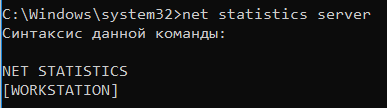 C:\Windows\system32>net statistics server
Синтаксис данной команды:
NET STATISTICS
[WORKSTATION]